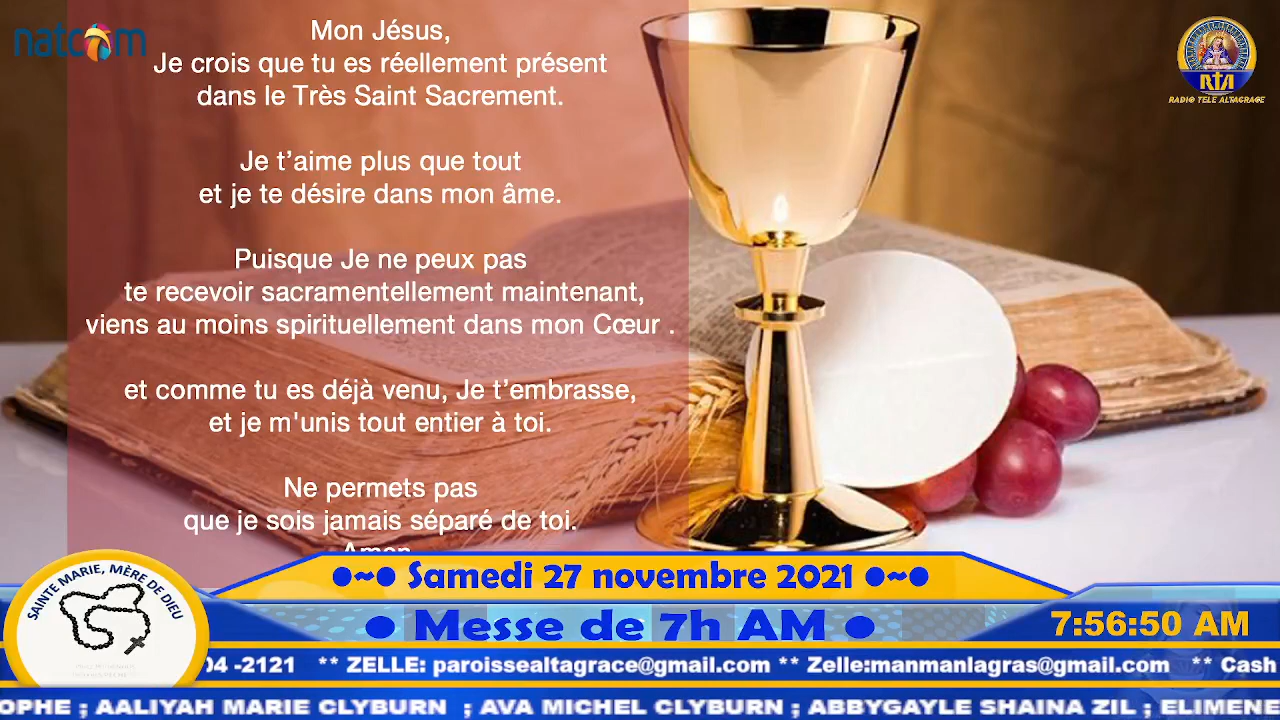 natcom
Mon Jésus,
Je crois que tu es réellement présent
dans le Très Saint Sacrement.
Je t’aime plus que tout
et je te désire dans mon âme.
Puisque Je ne peux pas
te recevoir sacramentellement maintenant,
viens au moins spirituellement dans mon Cœur .
et comme tu es déjà venu, Je t’embrasse,
et je m'unis tout entier à toi.
Ne permets pas
que je sois jamais séparé de toi.
Amen
RTA
RADIO TELE ALTAGRACE
SAINTE MARIE, MÈRE DE DIEU
●~● Samedi 27 novembre 2021 ●~●
● Messe de 7h AM ●
7:56:50 AM
04 -2121 ** ZELLE: paroissealtagrace@gmail.com ** Zelle:manmanlagras@gmail.com ** Cash
OPHE ; AALIYAH MARIE CLYBURN ; AVA MICHEL CLYBURN ; ABBYGAYLE SHAINA ZIL ; ELIMENE